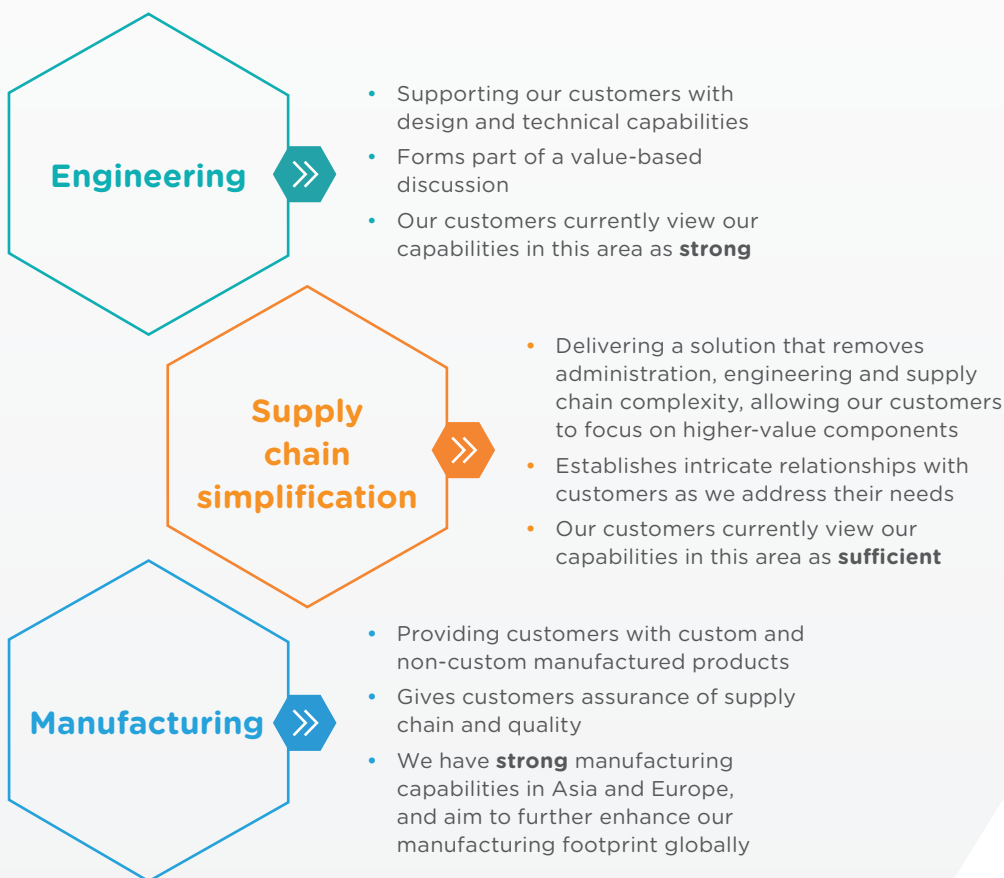 Engineering
• Supporting our customers with
design and technical capabilities
• Forms part of a value-based
discussion
• Our customers currently view our
capabilities in this area as strong
Supply
chain
simplification
• Delivering a solution that removes
administration, engineering and supply
chain complexity, allowing our customers
to focus on higher-value components
• Establishes intricate relationships with
customers as we address their needs
• Our customers currently view our
capabilities in this area as sufficient
Manufacturing
• Providing customers with custom and
non-custom manufactured products
• Gives customers assurance of supply
chain and quality
• We have strong manufacturing
capabilities in Asia and Europe,
and aim to further enhance our
manufacturing footprint globally